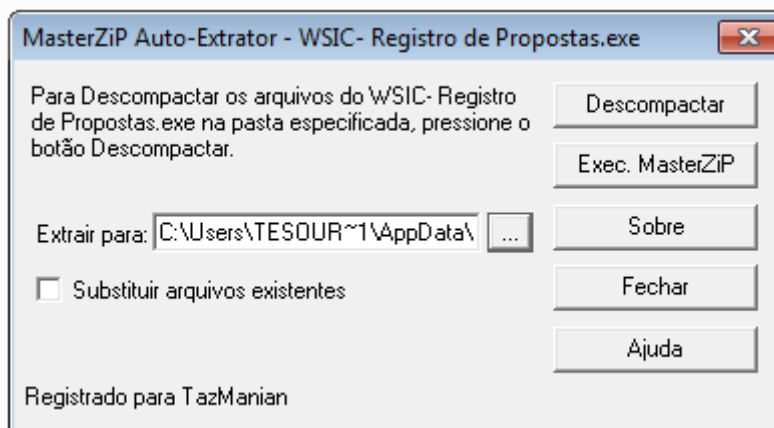 MasterZiP Auto-Extrator - WSIC- Registro de Propostas.exe
Para Descompactar os arquivos do WSIC- Registro
de Propostas.exe na pasta especificada, pressione o
botão Descompactar.
Descompactar
Exec. MasterZiP
Extrair para: C:\Users\TESOUR~1\AppData\ ...
Sobre
Substituir arquivos existentes
Fechar
Ajuda
Registrado para TazManian